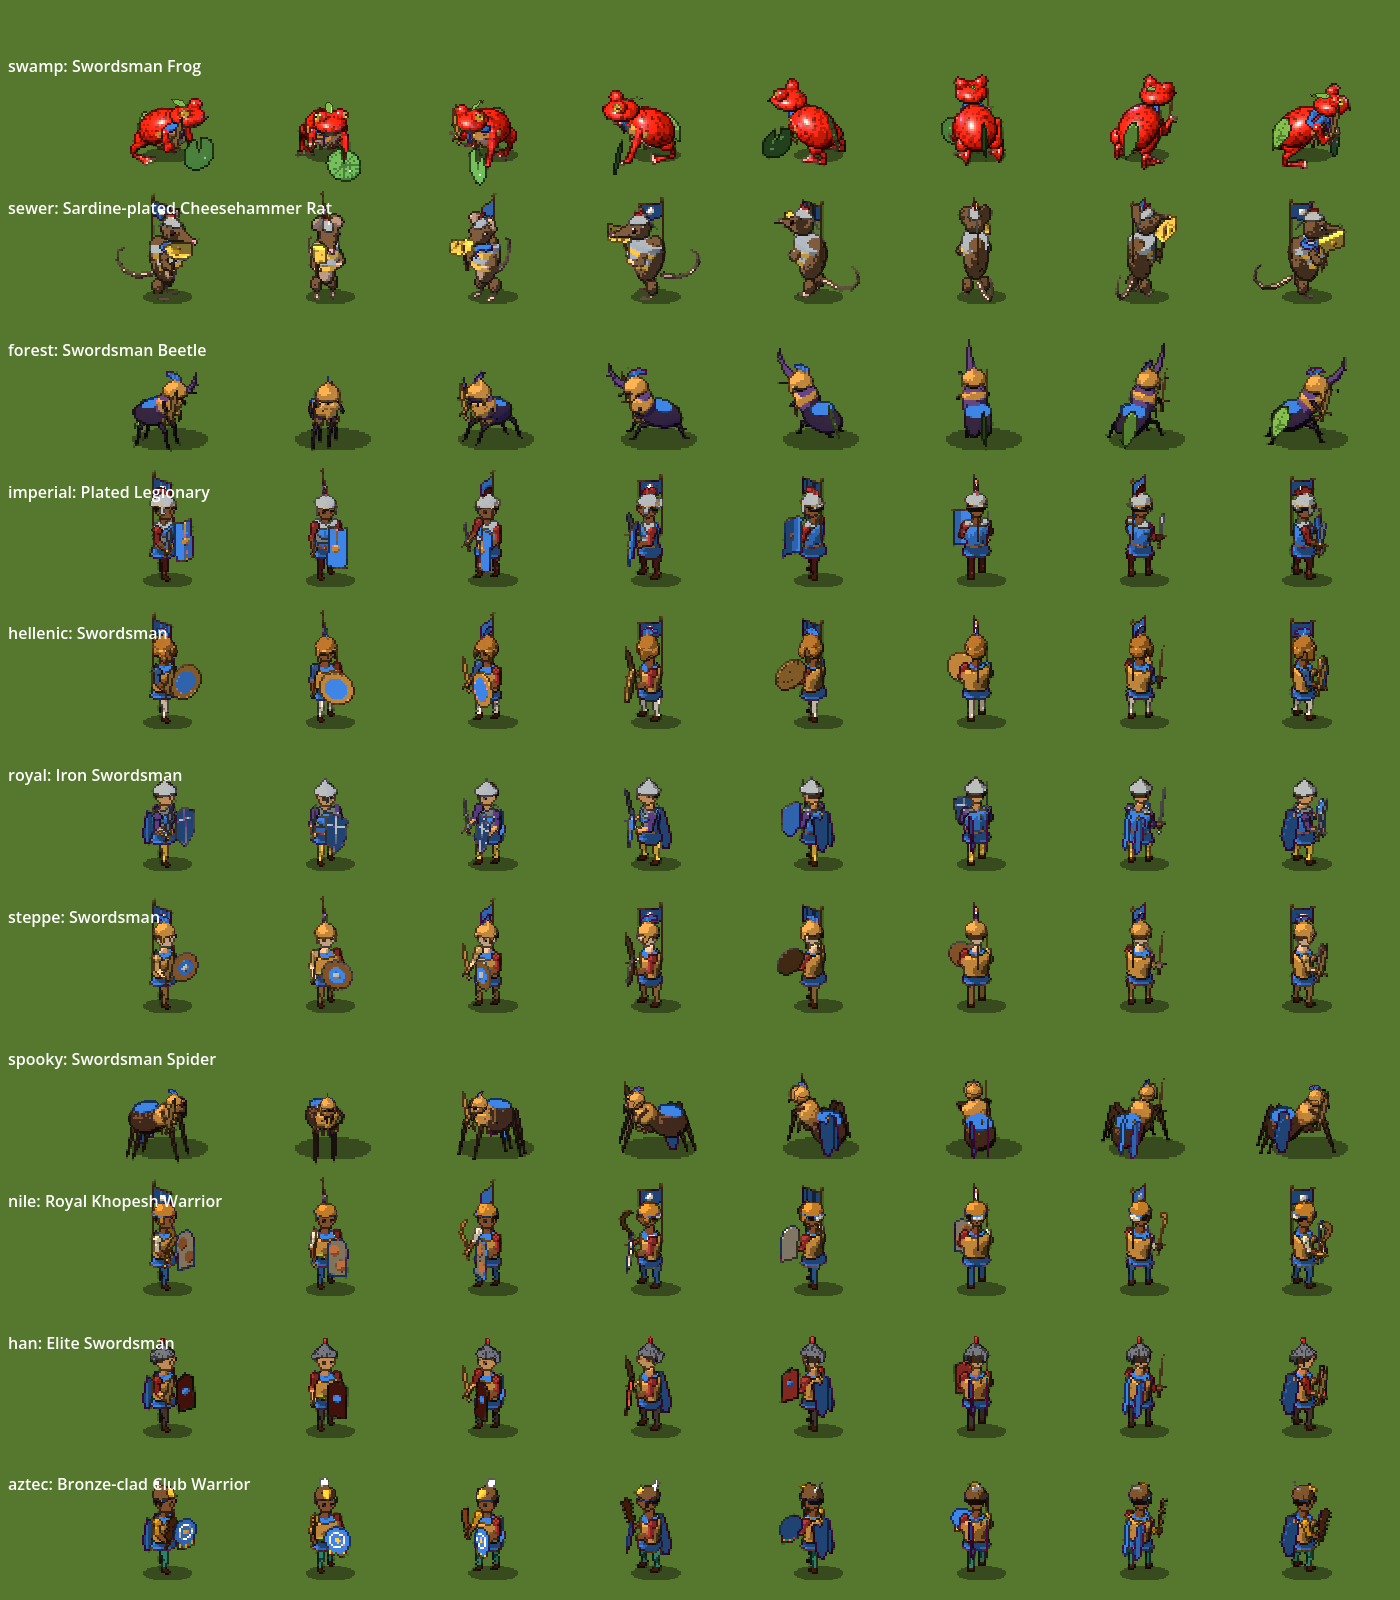 swamp: Swordsman Frog
sewer: Sardine-plated Cheesehammer Rat
forest: Swordsman Beetle
imperial: Plated Legionary
hellenic: Swordsman
royal: Iron Swordsman
steppe: Swordsman
spooky: Swordsman Spider
nile: Royal Khopesh Warrior
han: Elite Swordsman
aztec: Bronze-clad Club Warrior